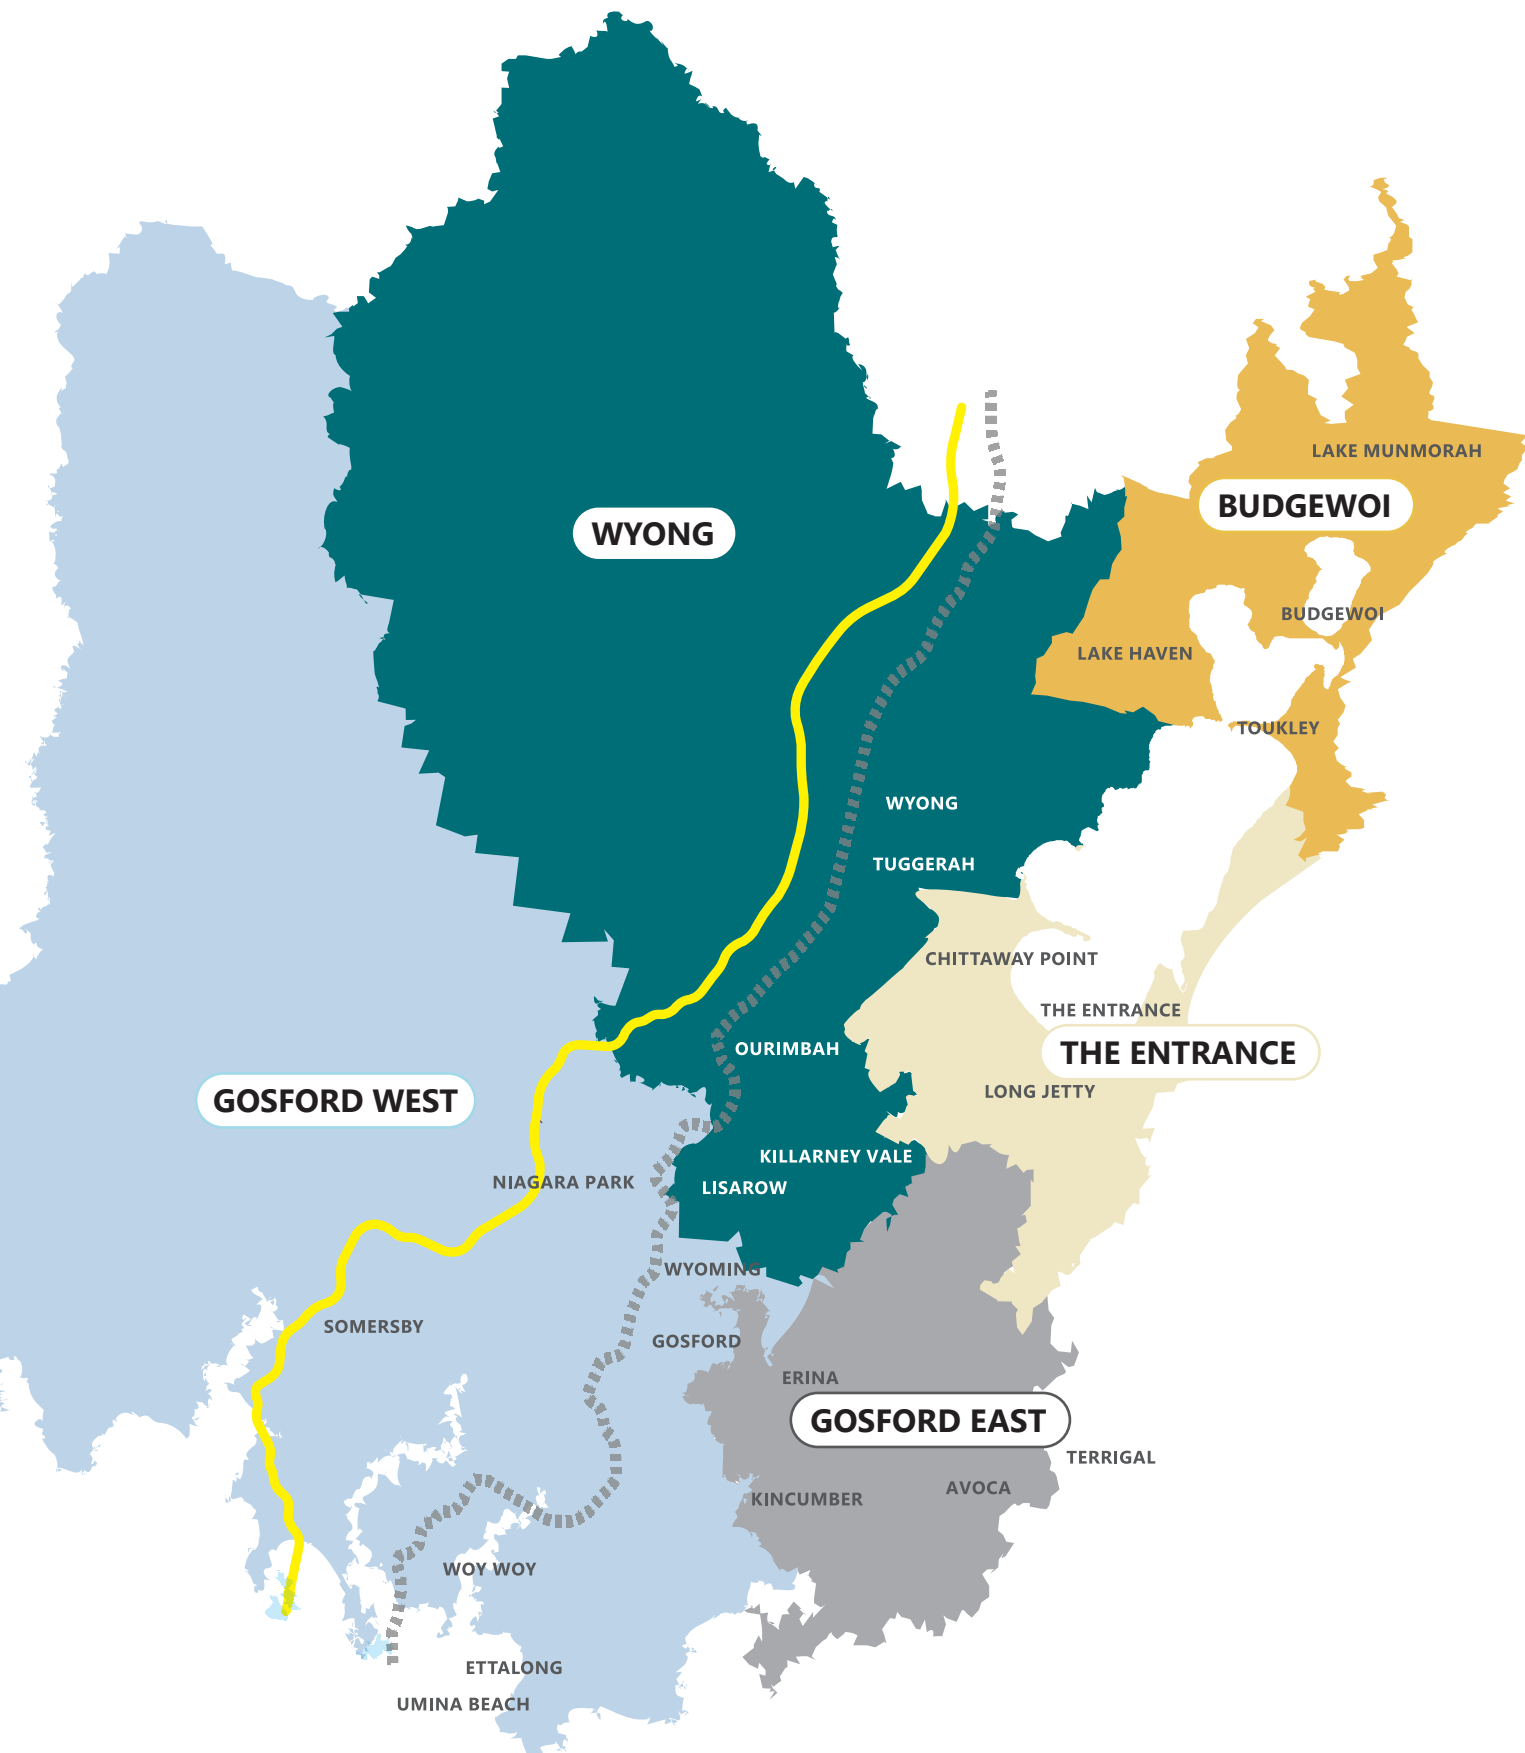 LAKE MUNMORAH
BUDGEWOI
WYONG
BUDGEWOI
LAKE HAVEN
TOUKLEY
WYONG
TUGGERAH
CHITTAWAY POINT
THE ENTRANCE
OURIMBAH
THE ENTRANCE
LONG JETTY
GOSFORD WEST
KILLARNEY VALE
NIAGARA PARK
LISAROW
WYOMING
SOMERSBY
GOSFORD
ERINA
GOSFORD EAST
TERRIGAL
AVOCA
KINCUMBER
WOY WOY
ETTALONG
UMINA BEACH